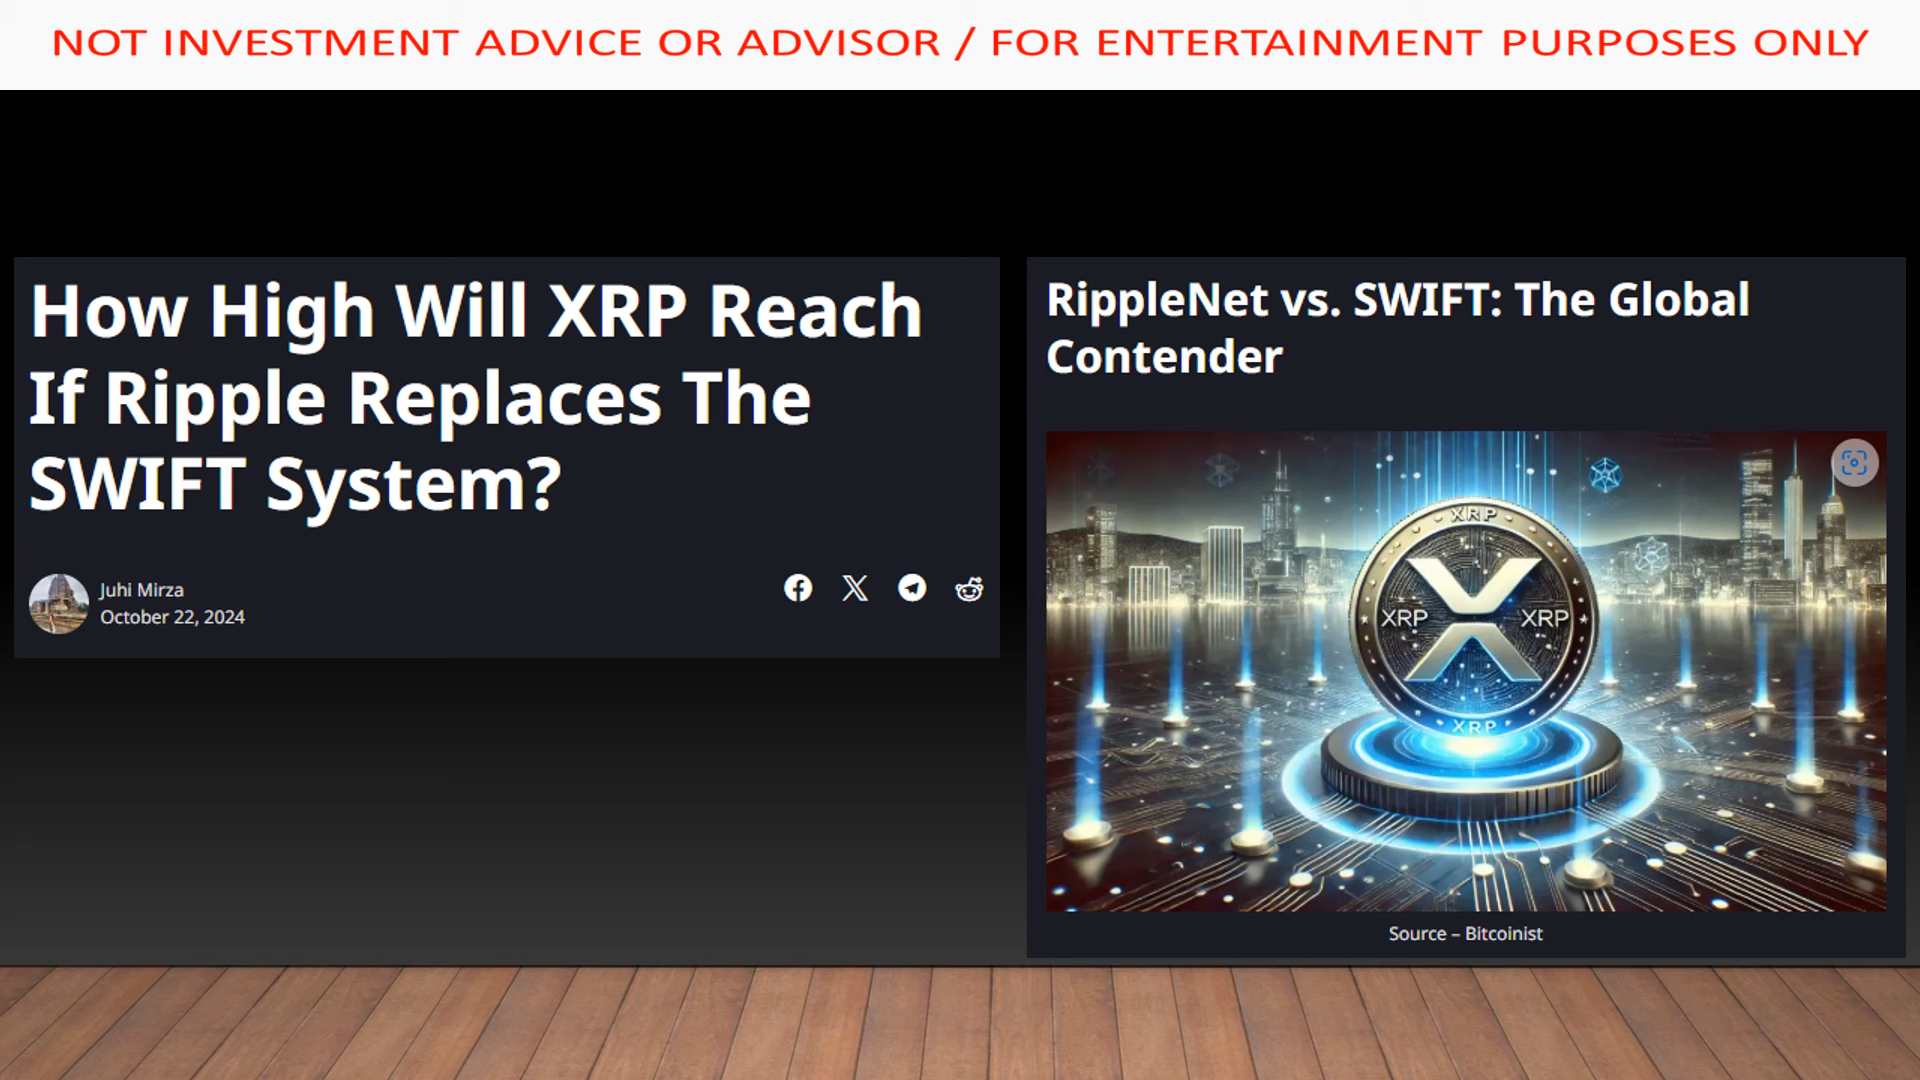 NOT INVESTMENT ADVICE OR ADVISOR / FOR ENTERTAINMENT PURPOSES ONLY
How High Will XRP Reach
If Ripple Replaces The
SWIFT System?
Juhi Mirza
October 22, 2024
RippleNet vs. SWIFT: The Global
Contender
XRP
XRP XRP
XRP
Source – Bitcoinist